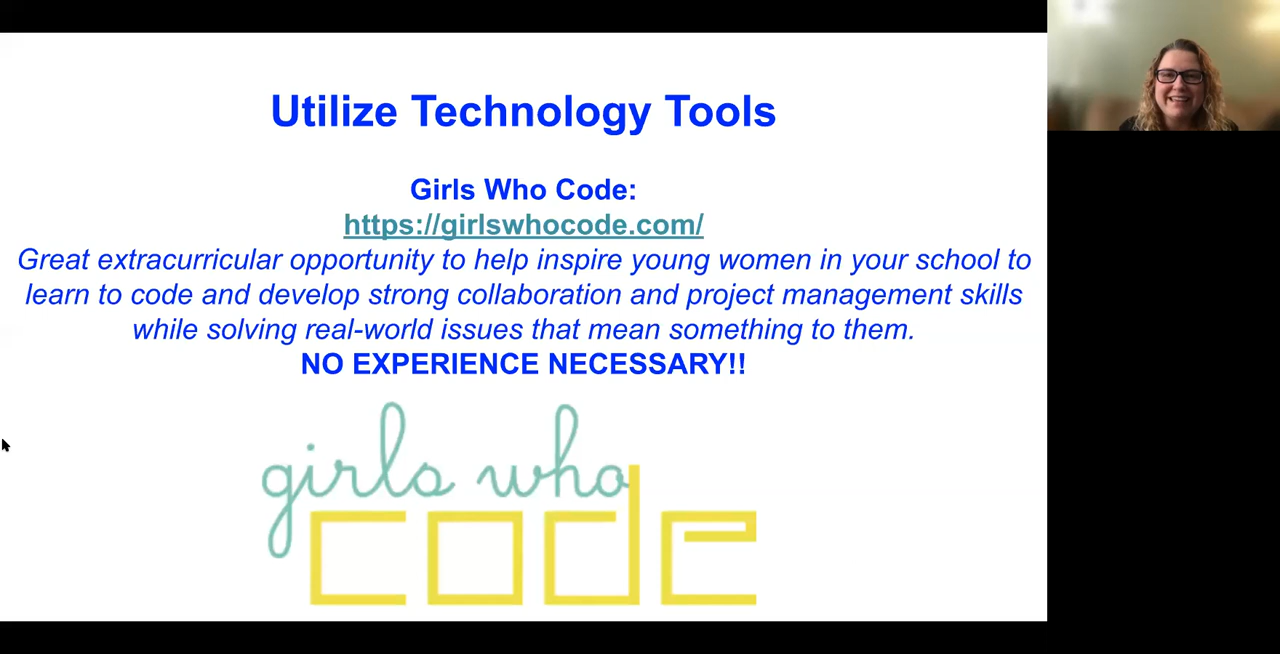 Utilize Technology Tools
Girls Who Code:
https://girlswhocode.com/
Great extracurricular opportunity to help inspire young women in your school to
learn to code and develop strong collaboration and project management skills
while solving real-world issues that mean something to them.
NO EXPERIENCE NECESSARY!!
girls who
code